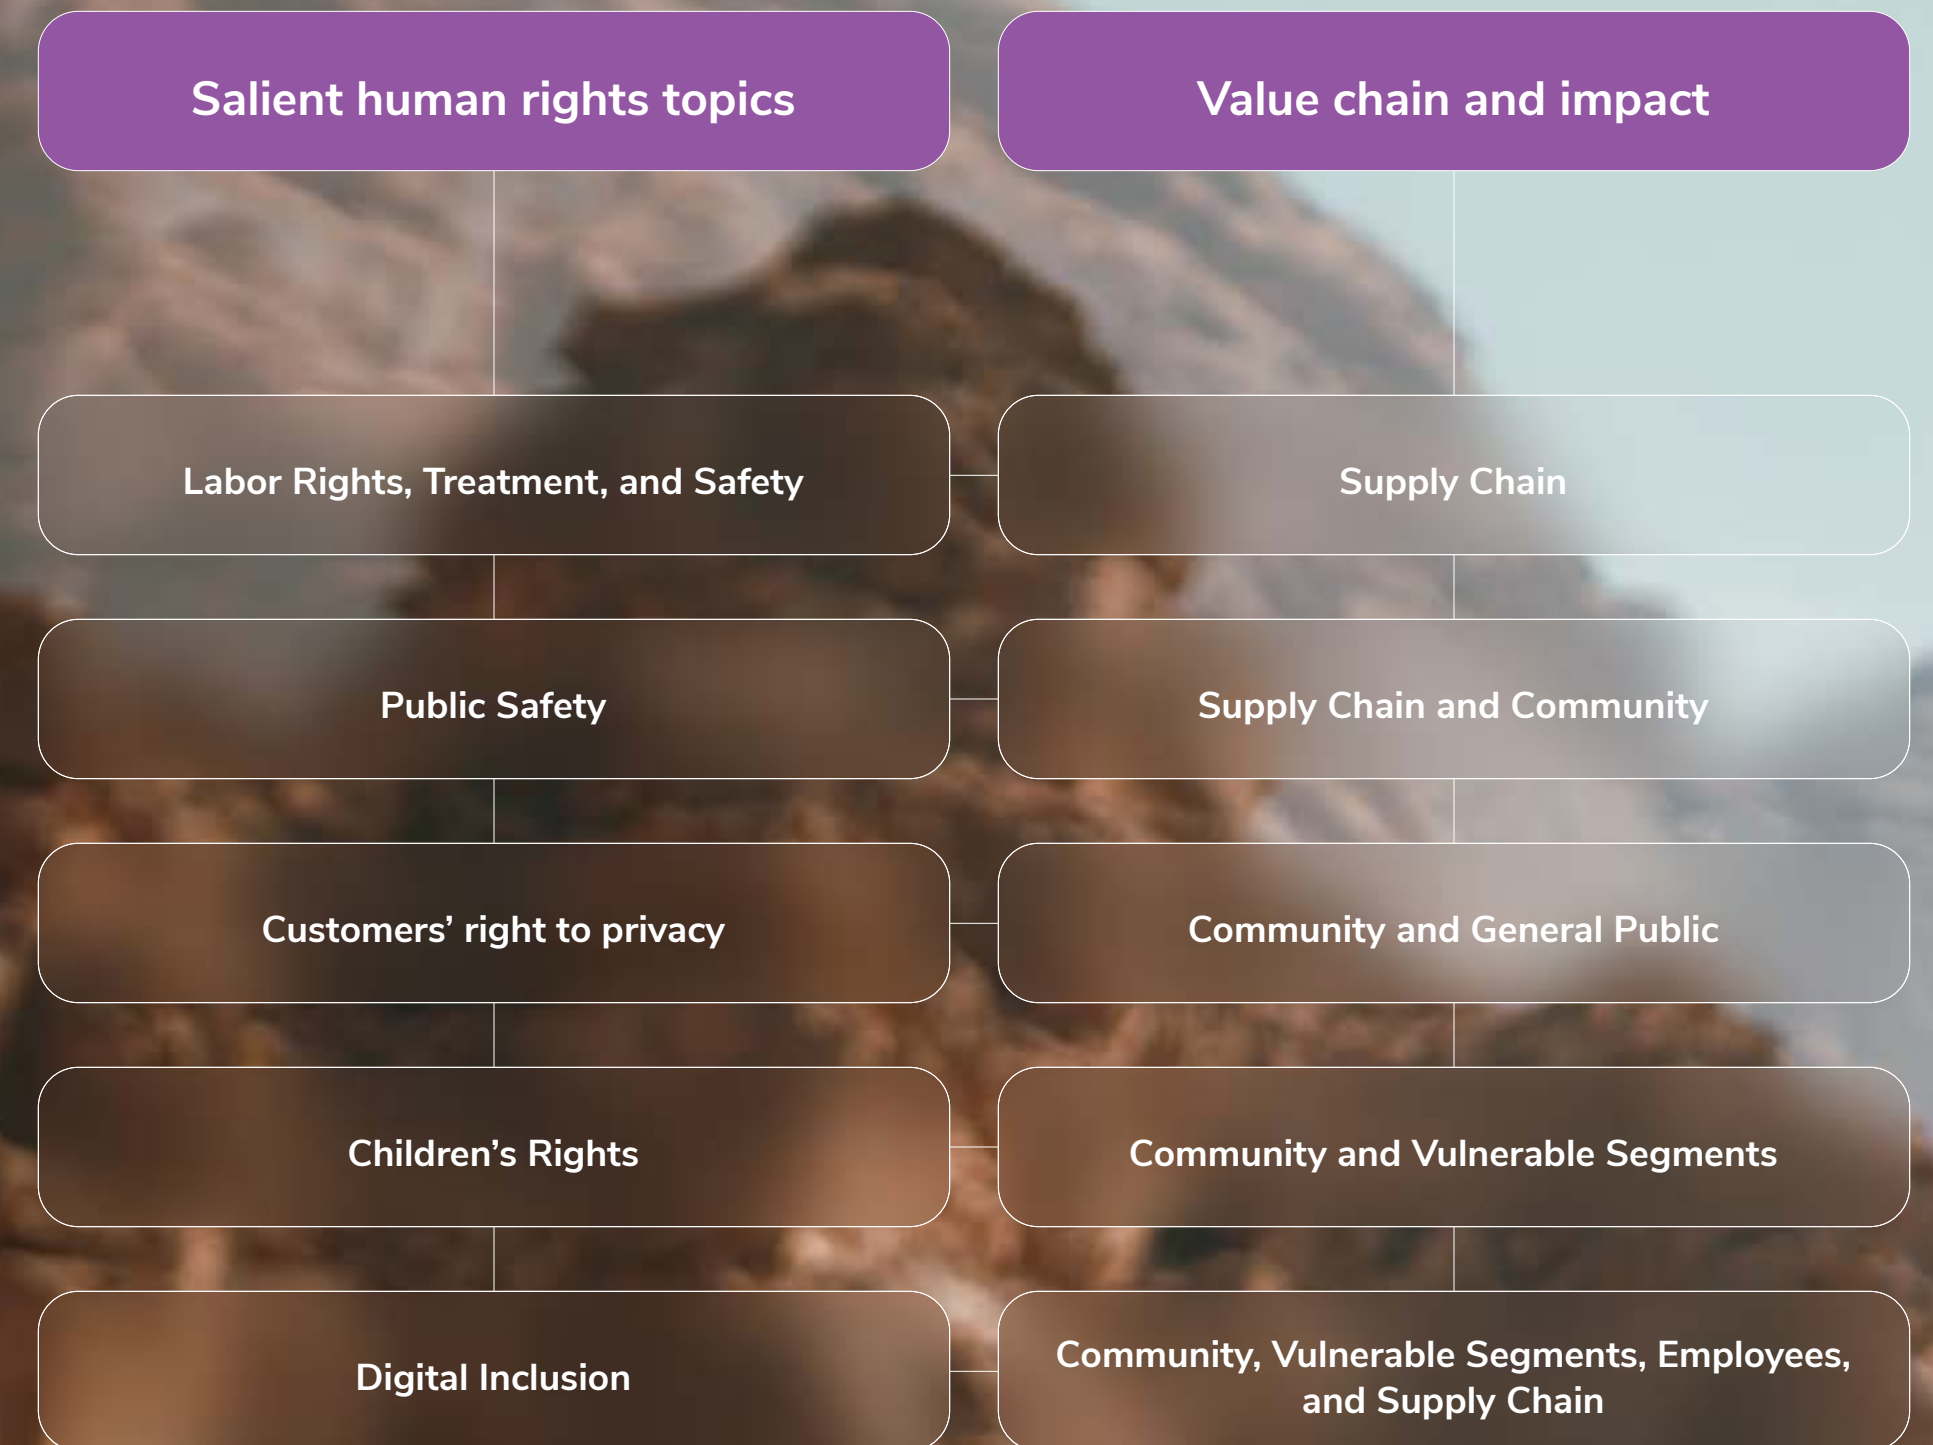 Salient human rights topics
Value chain and impact
Labor Rights, Treatment, and Safety
Supply Chain
Public Safety
Supply Chain and Community
Customers’ right to privacy
Community and General Public
Children’s Rights
Community and Vulnerable Segments
Digital Inclusion
Community, Vulnerable Segments, Employees,
and Supply Chain